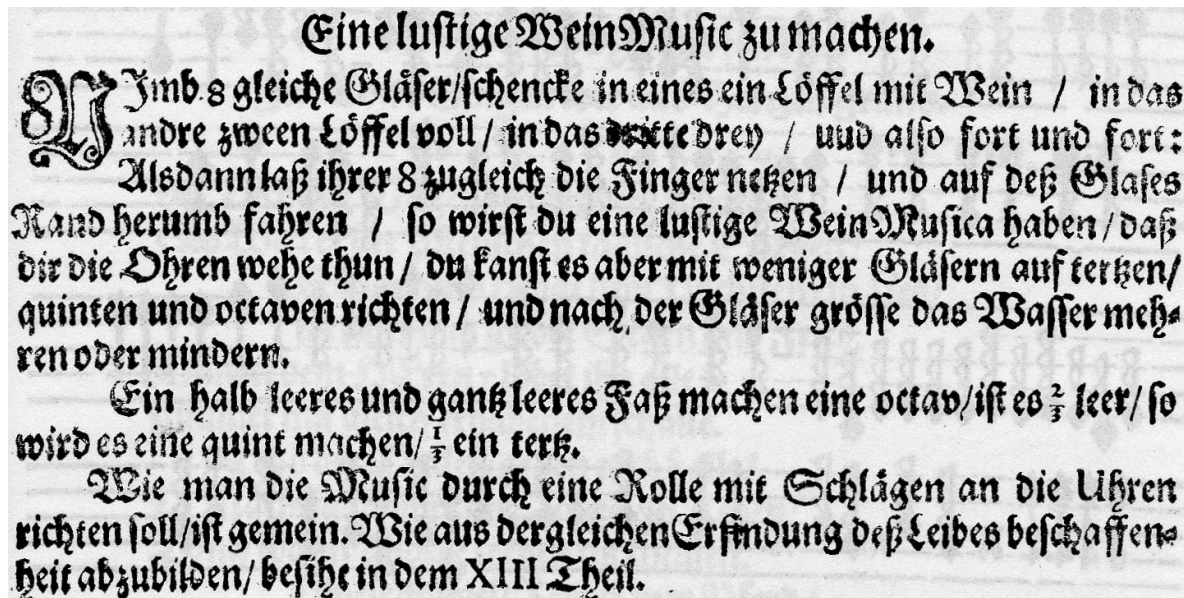 Eine lustige WeinMusic zu machen.
NJmb 8 gleiche Gläser/schencke in eines ein Löffel mit Wein / in das
andre zween Löffel voll / in das dritte drey / uud also fort und fort:
Alsdann laß ihrer 8 zugleich die Finger netzen / und auf deß Glases
Rand herumb fahren / so wirst du eine lustige WeinMusica haben/daß
dir die Ohren wehe thun/ du kanst es aber mit weniger Gläsern auf tertzen/
quinten und octaven richten / und nach der Gläser grösse das Wasser meh-
ren oder mindern.
Ein halb leeres und gantz leeres Faß machen eine octav/ist es 2/3 leer/ so
wird es eine quint machen/ 1/3 ein tertz.
Wie man die Music durch eine Rolle mit Schlägen an die Uhren
richten soll/ist gemein. Wie aus dergleichen Erfindung deß Leibes beschaffen-
heit abzubilden/ besihe in dem XIII Theil.